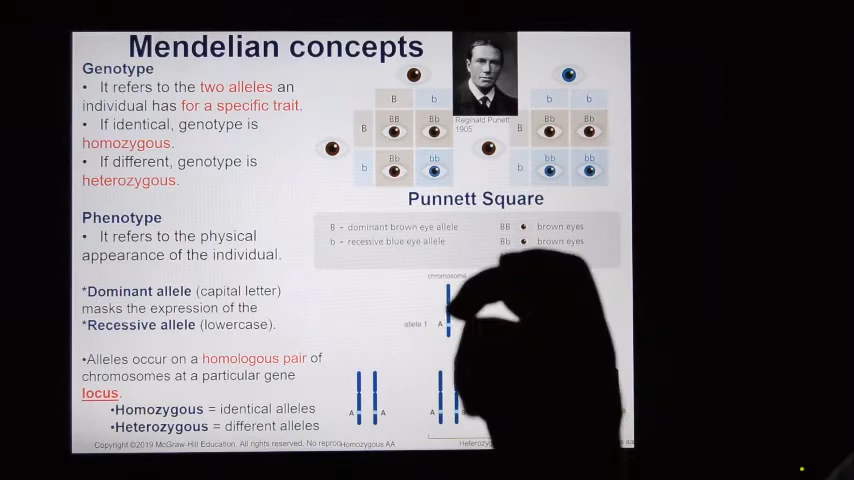 Mendelian concepts
Genotype
• It refers to the two alleles an
individual has for a specific trait.
• If identical, genotype is
homozygous.
• If different, genotype is
heterozygous.
Phenotype
• It refers to the physical
appearance of the individual.
*Dominant allele (capital letter)
masks the expression of the
*Recessive allele (lowercase).
•Alleles occur on a homologous pair of
chromosomes at a particular gene
locus.
•Homozygous = identical alleles
•Heterozygous = different alleles
Copyright ©2019 McGraw-Hill Education. All rights reserved. No repro
B b
B BB Bb
b Bb bb
Reginald Punett
1905
b b
B Bb Bb
b bb bb
Punnett Square
B - dominant brown eye allele
b - recessive blue eye allele
BB brown eyes
Bb brown eyes
chromosome
allele 1 A
A A
A
Homozygous AA